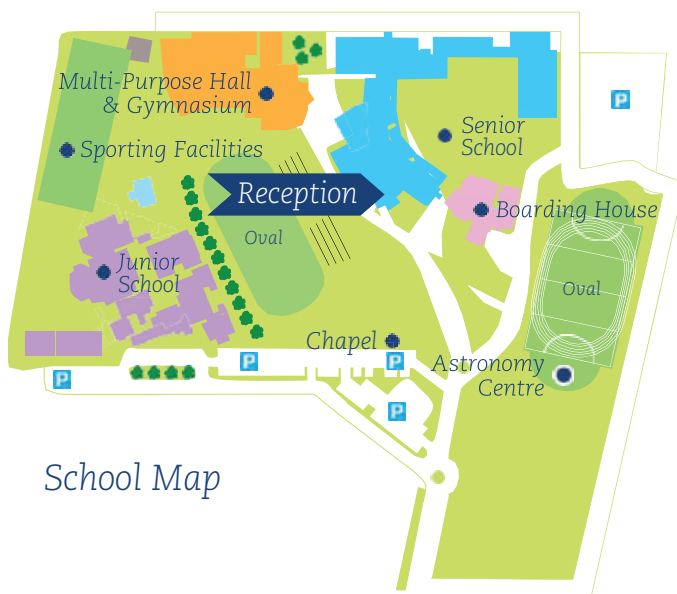 Multi-Purpose Hall
& Gymnasium
P
Senior
School
Sporting Facilities
Reception
Boarding House
Oval
Junior
School
Oval
Chapel
P
P
Astronomy
Centre
P
P
School Map